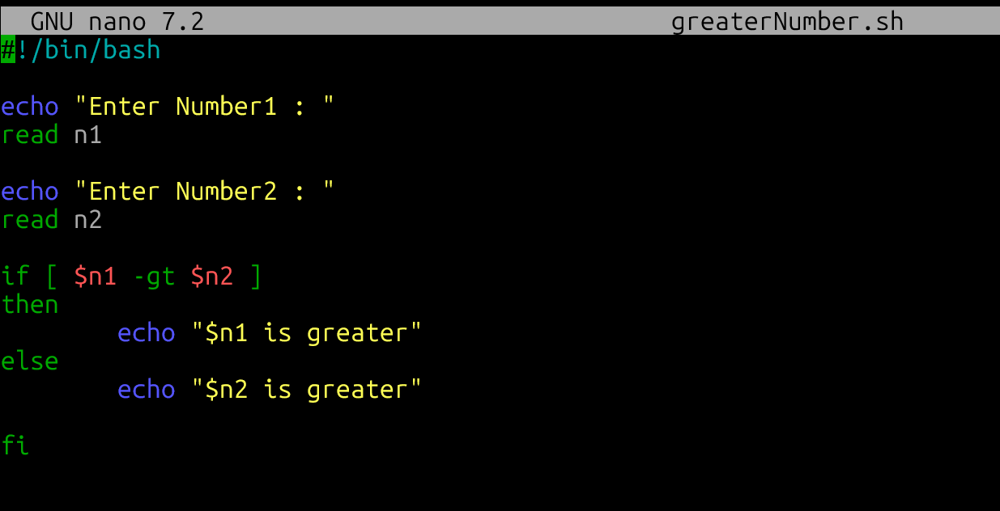 GNU nano 7.2 greaterNumber.sh
#!/bin/bash
echo "Enter Number1 : "
read n1
echo "Enter Number2 : "
read n2
if [ $n1 -gt $n2 ]
then
echo "$n1 is greater"
else
echo "$n2 is greater"
fi